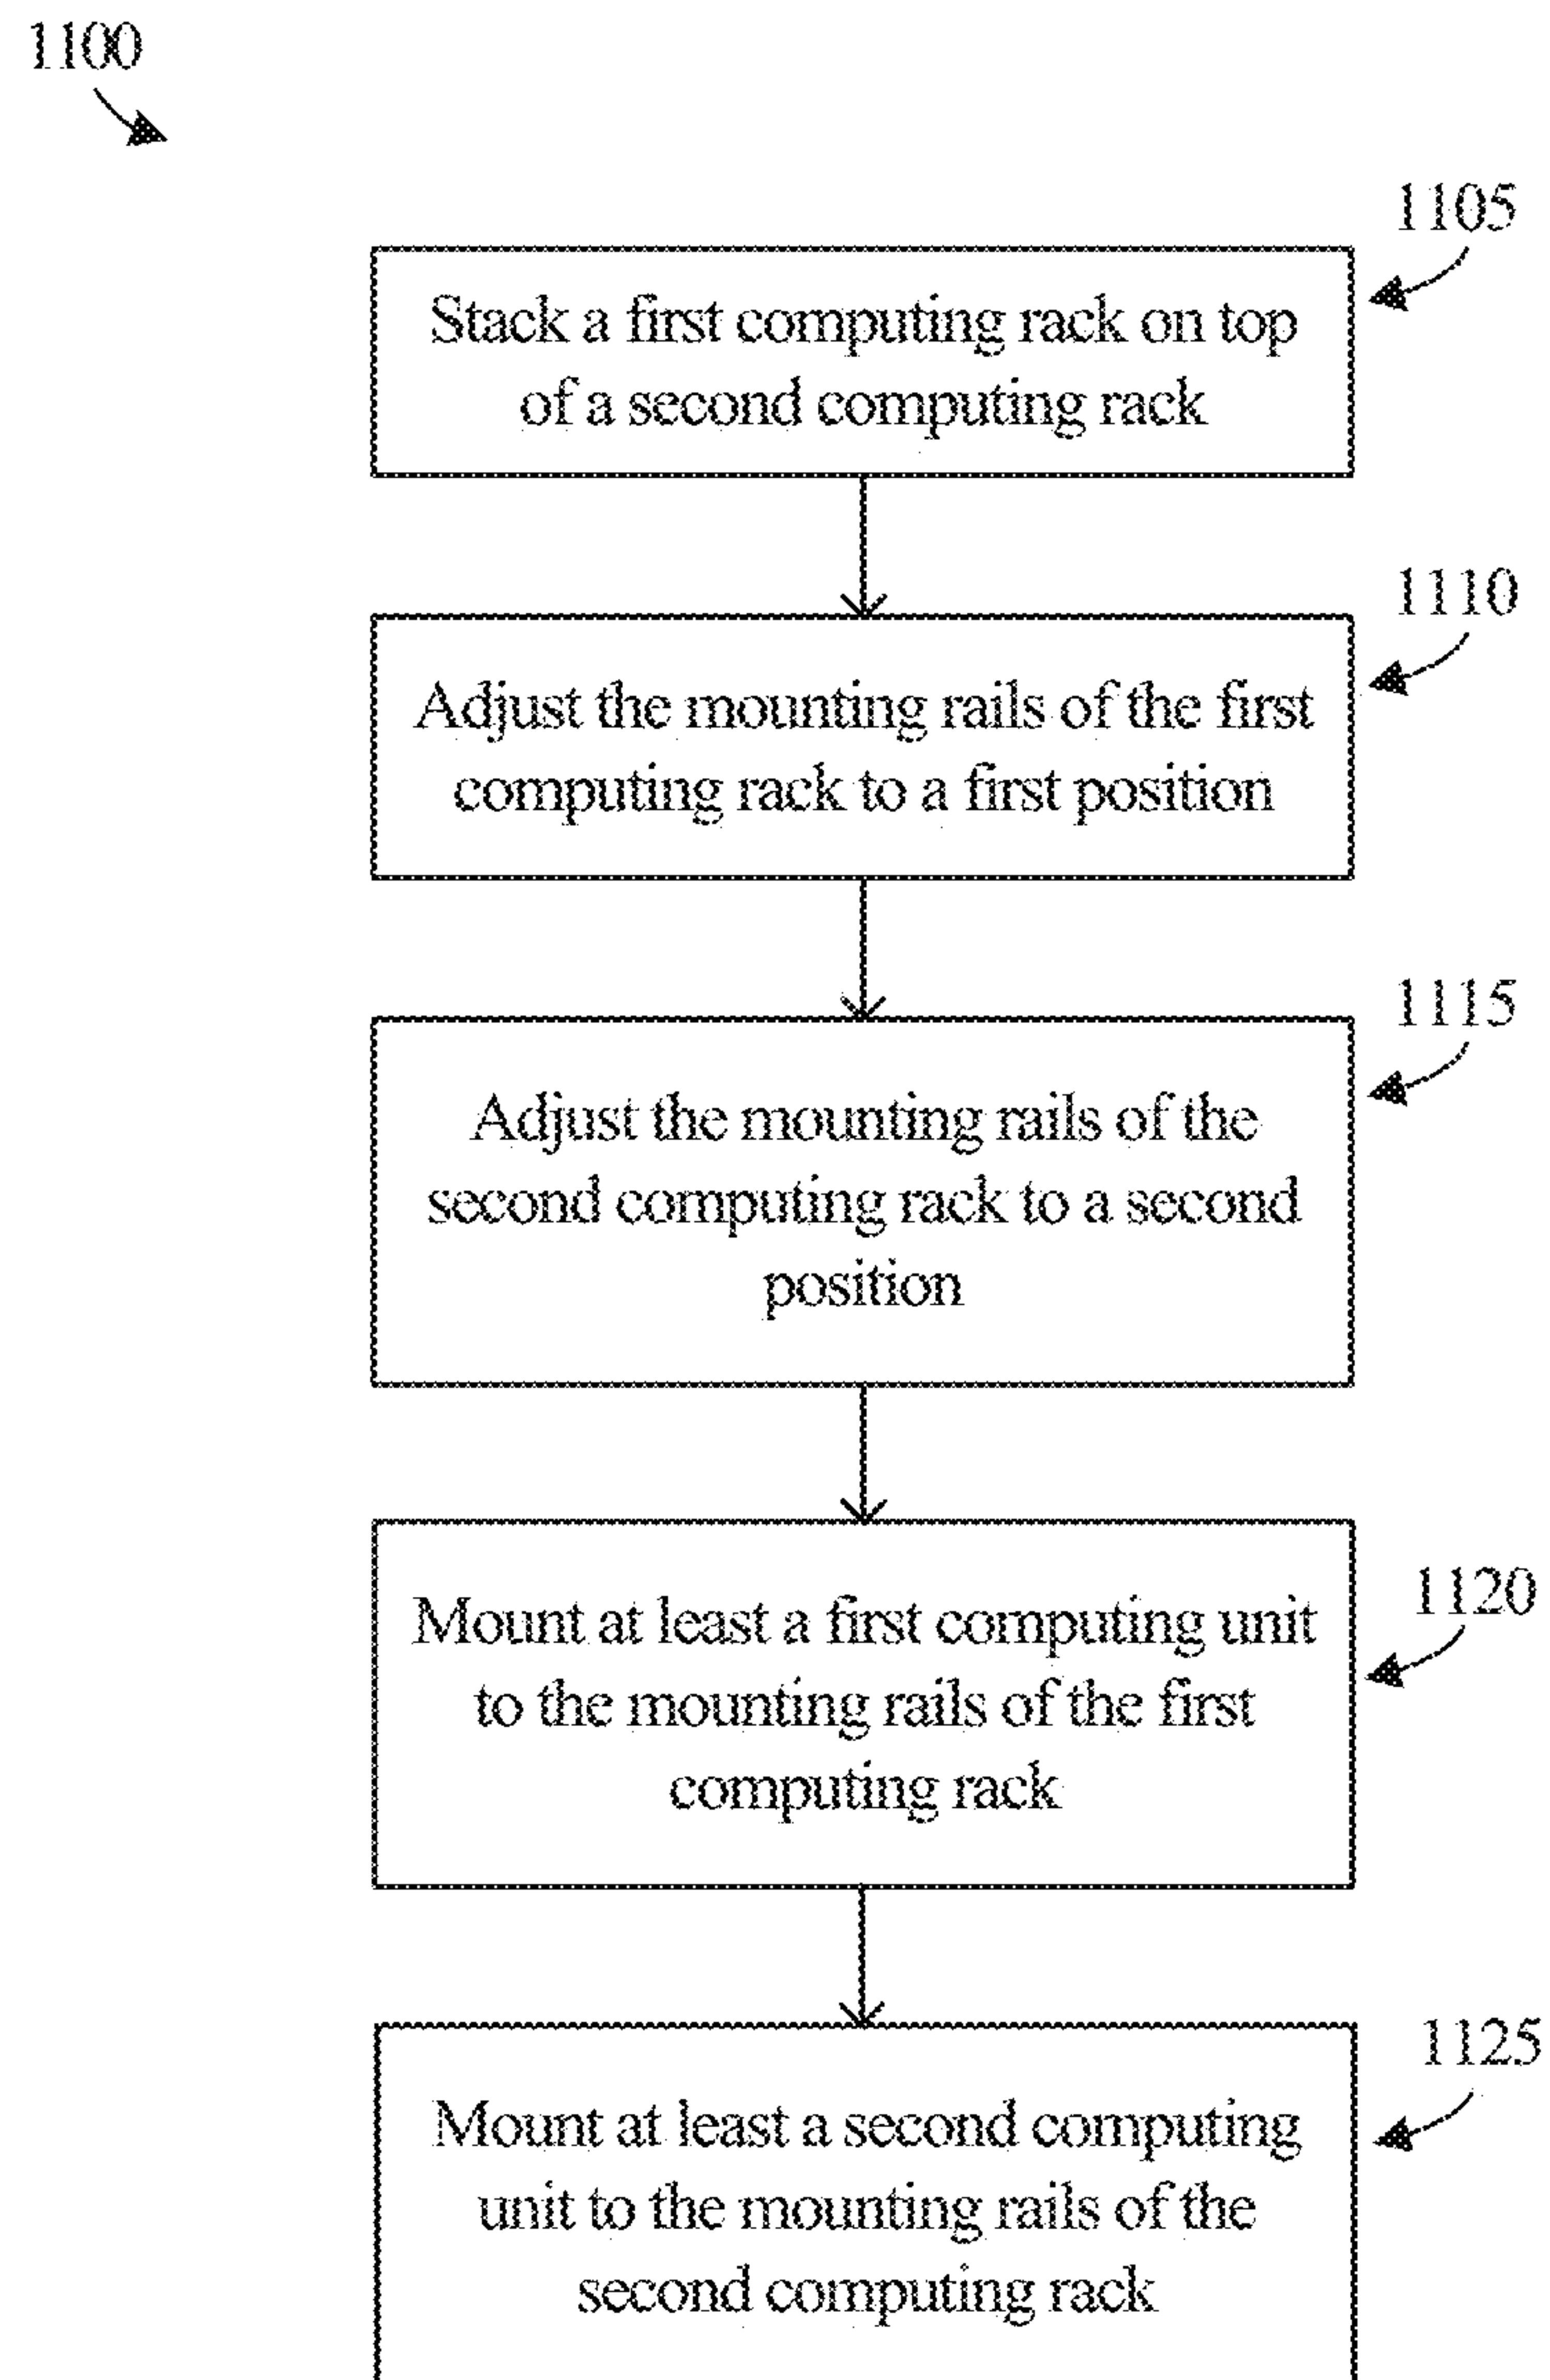 1100
1105
Stack a first computing rack on top
of a second computing rack
1110
Adjust the mounting rails of the first
computing rack to a first position
1115
Adjust the mounting rails of the
second computing rack to a second
position
1120
Mount at least a first computing unit
to the mounting rails of the first
computing rack
1125
Mount at least a second computing
unit to the mounting rails of the
second computing rack